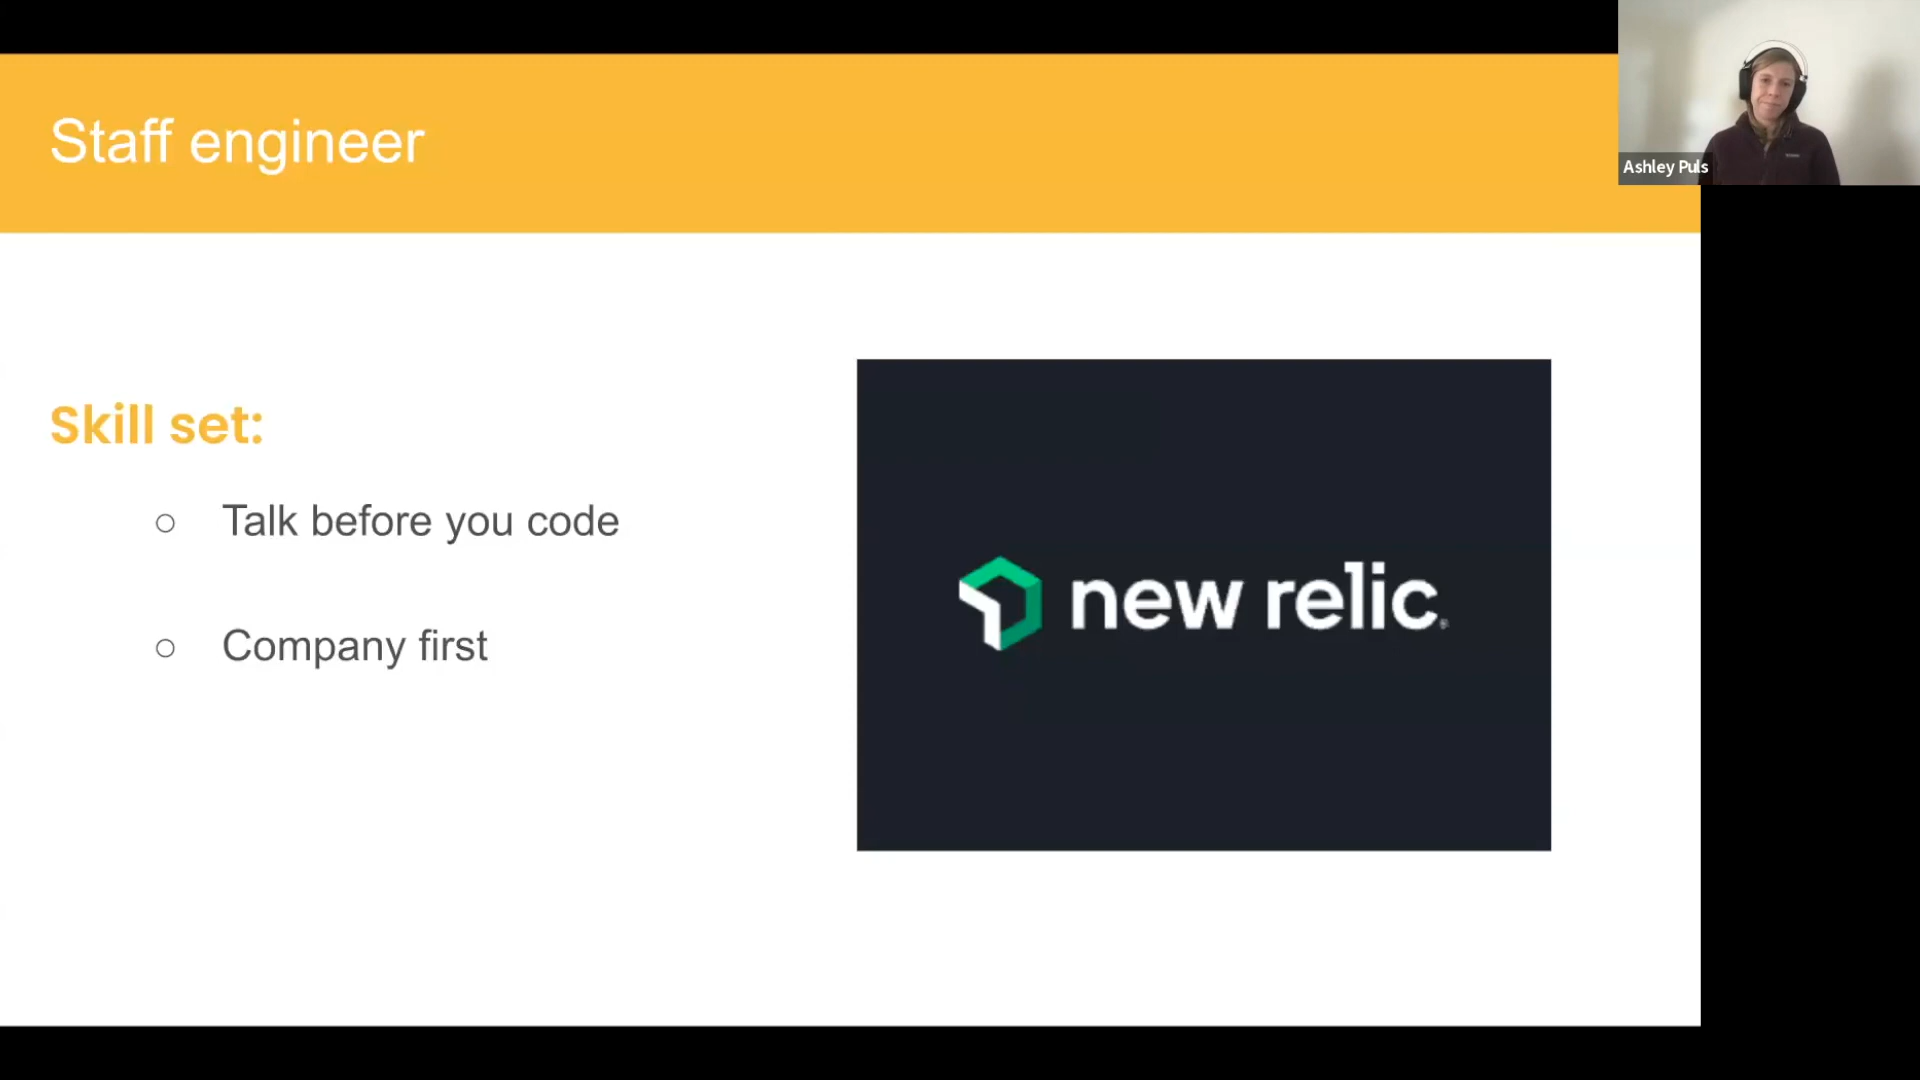 Staff engineer
Ashley Puls
Skill set:
○ Talk before you code
○ Company first
new relic®